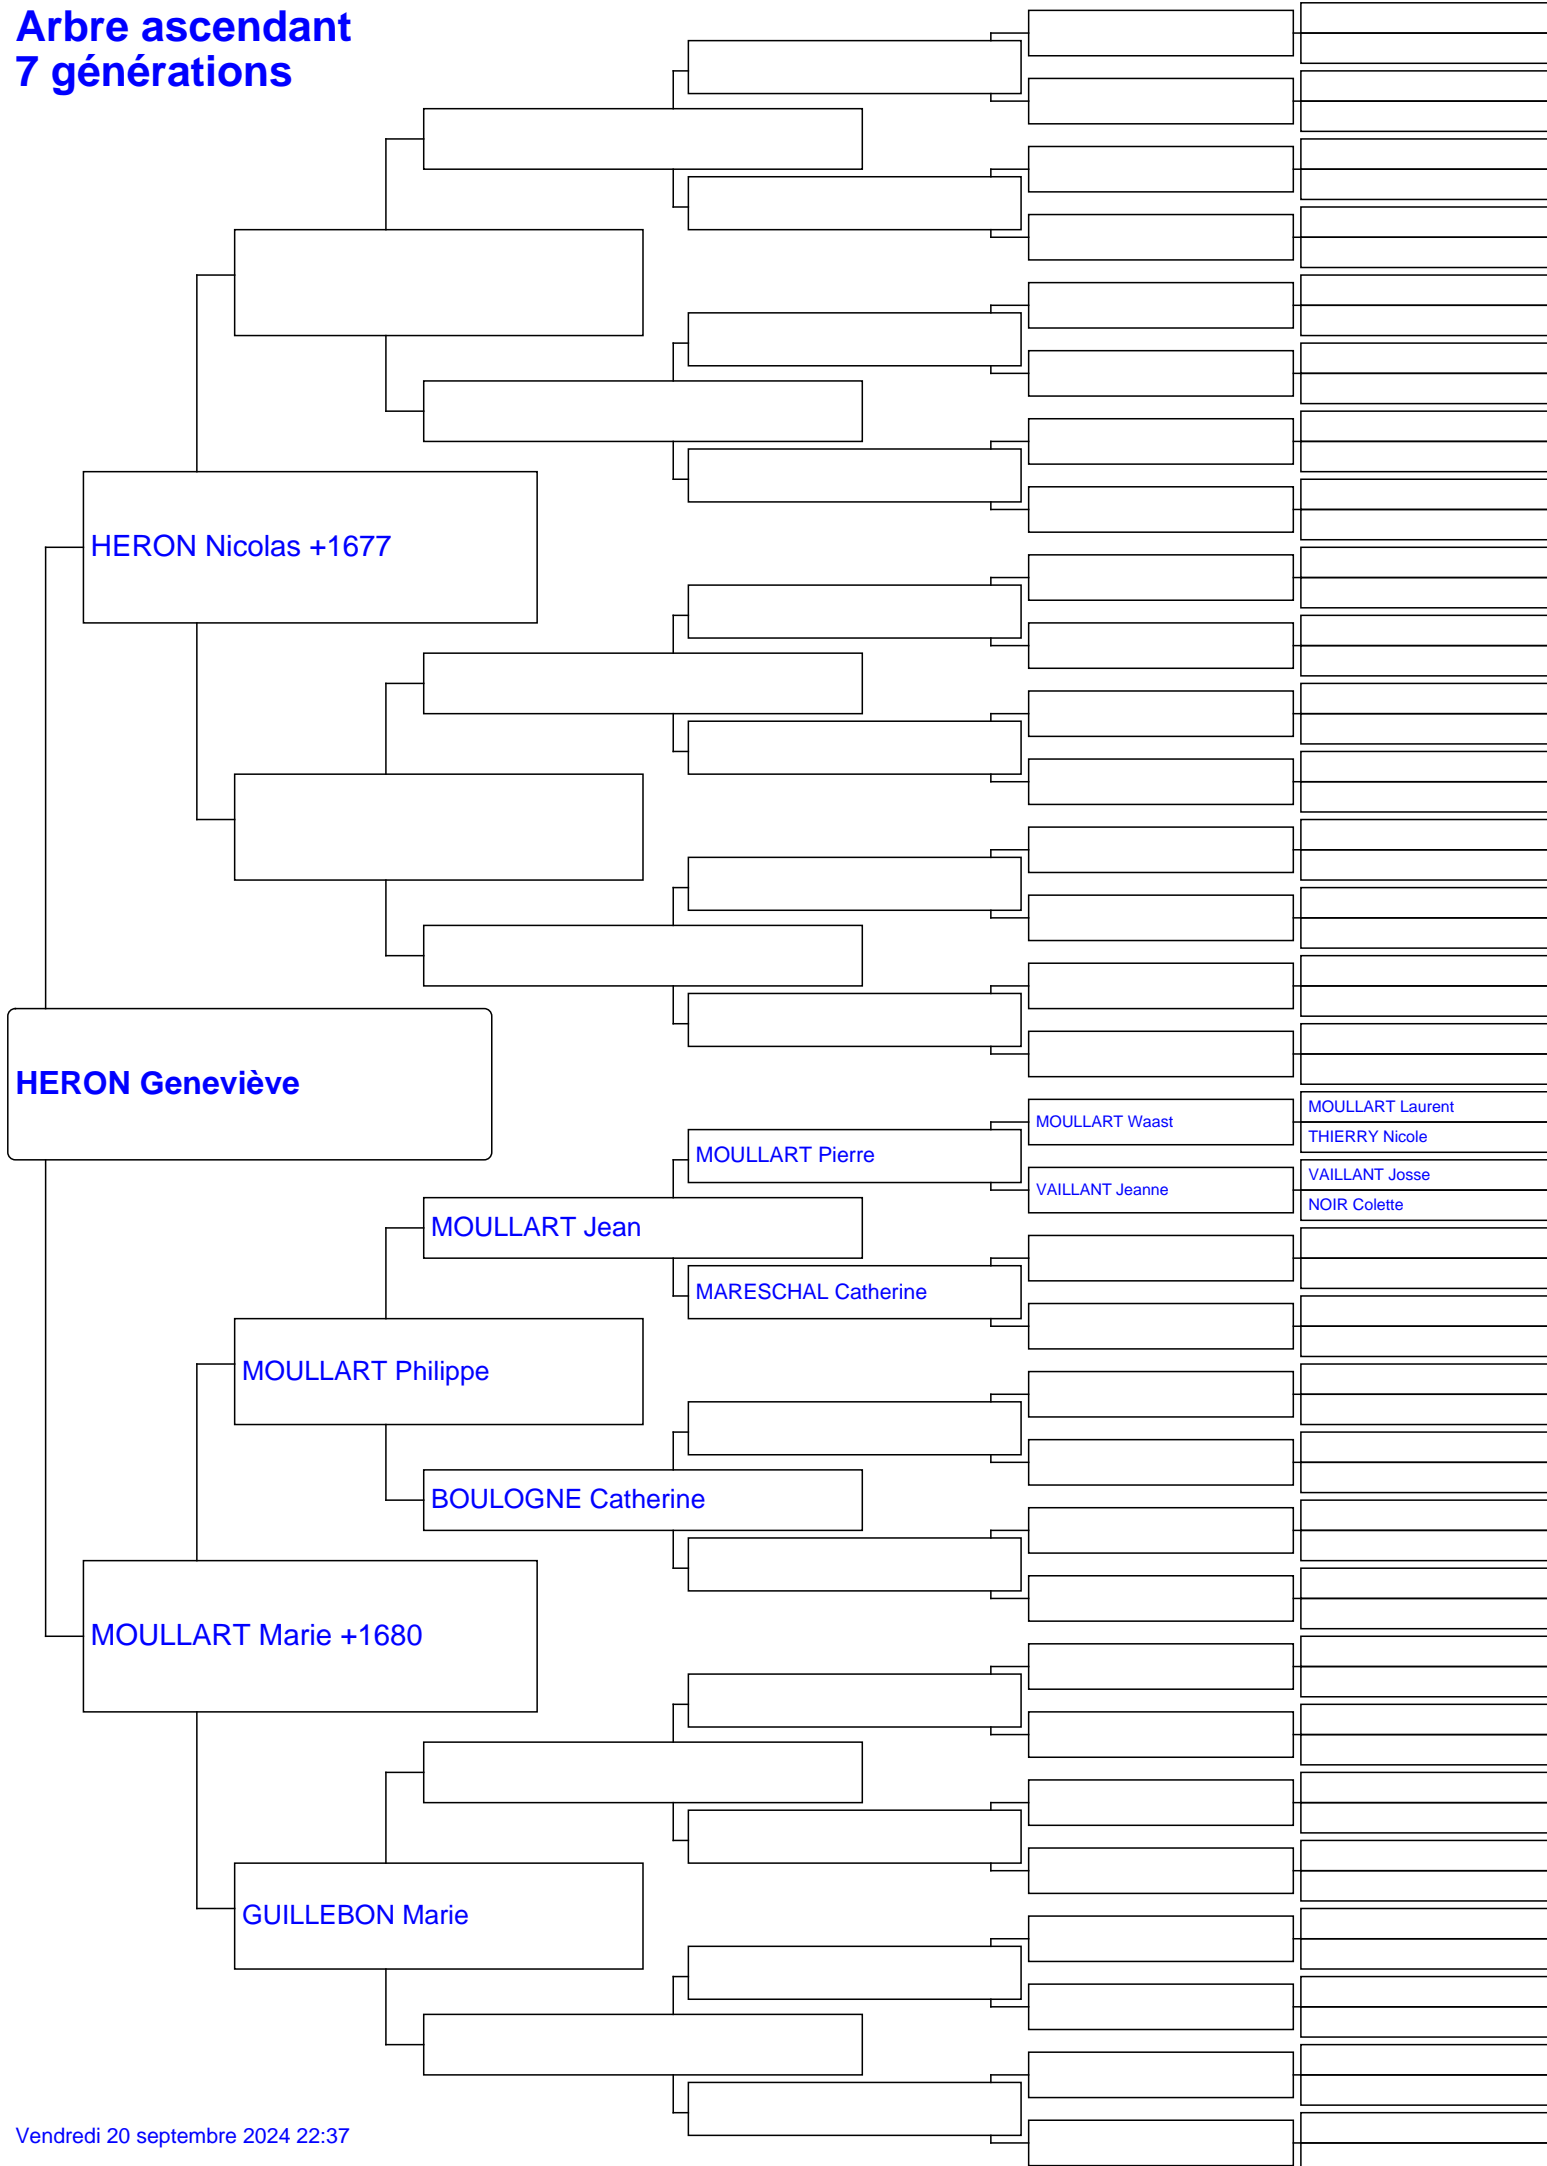 Arbre ascendant
7 générations
HERON Nicolas +1677
HERON Geneviève
MOULLART Laurent
MOULLART Waast
THIERRY Nicole
MOULLART Pierre
VAILLANT Josse
VAILLANT Jeanne
NOIR Colette
MOULLART Jean
MARESCHAL Catherine
MOULLART Philippe
BOULOGNE Catherine
MOULLART Marie +1680
GUILLEBON Marie
Vendredi 20 septembre 2024 22:37